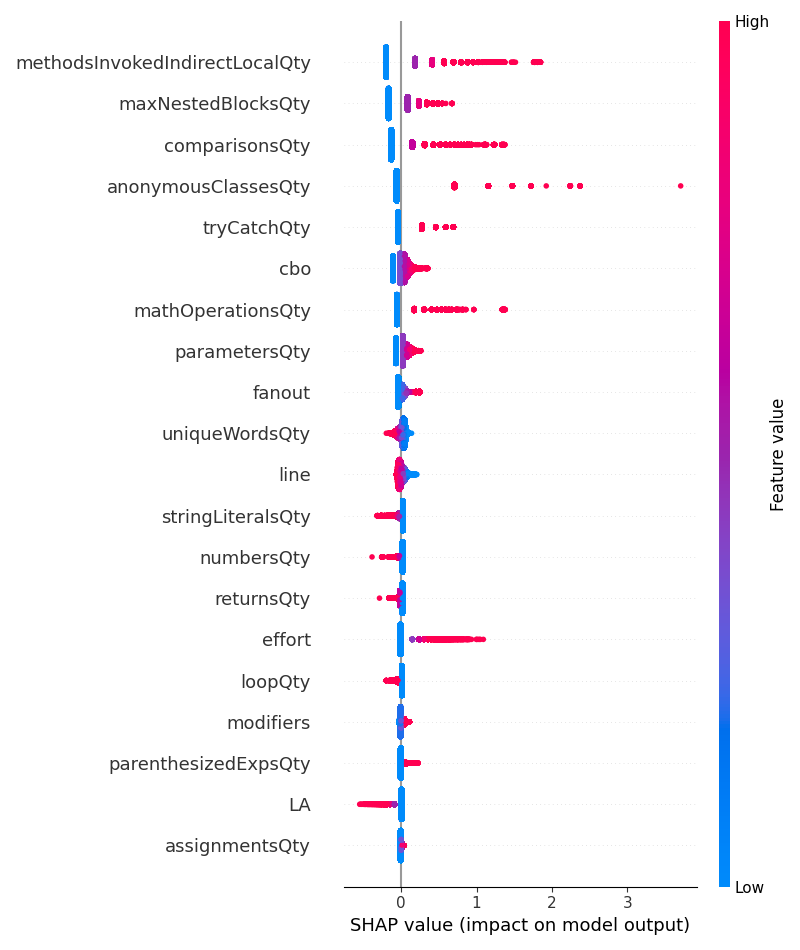 High
methodsInvokedIndirectLocalQty
maxNestedBlocksQty
comparisonsQty
anonymousClassesQty
tryCatchQty
cbo
mathOperationsQty
parametersQty
fanout
uniqueWordsQty
line
stringLiteralsQty
numbersQty
returnsQty
effort
loopQty
modifiers
parenthesizedExpsQty
LA
assignmentsQty
Feature value
Low
0 1 2 3
SHAP value (impact on model output)